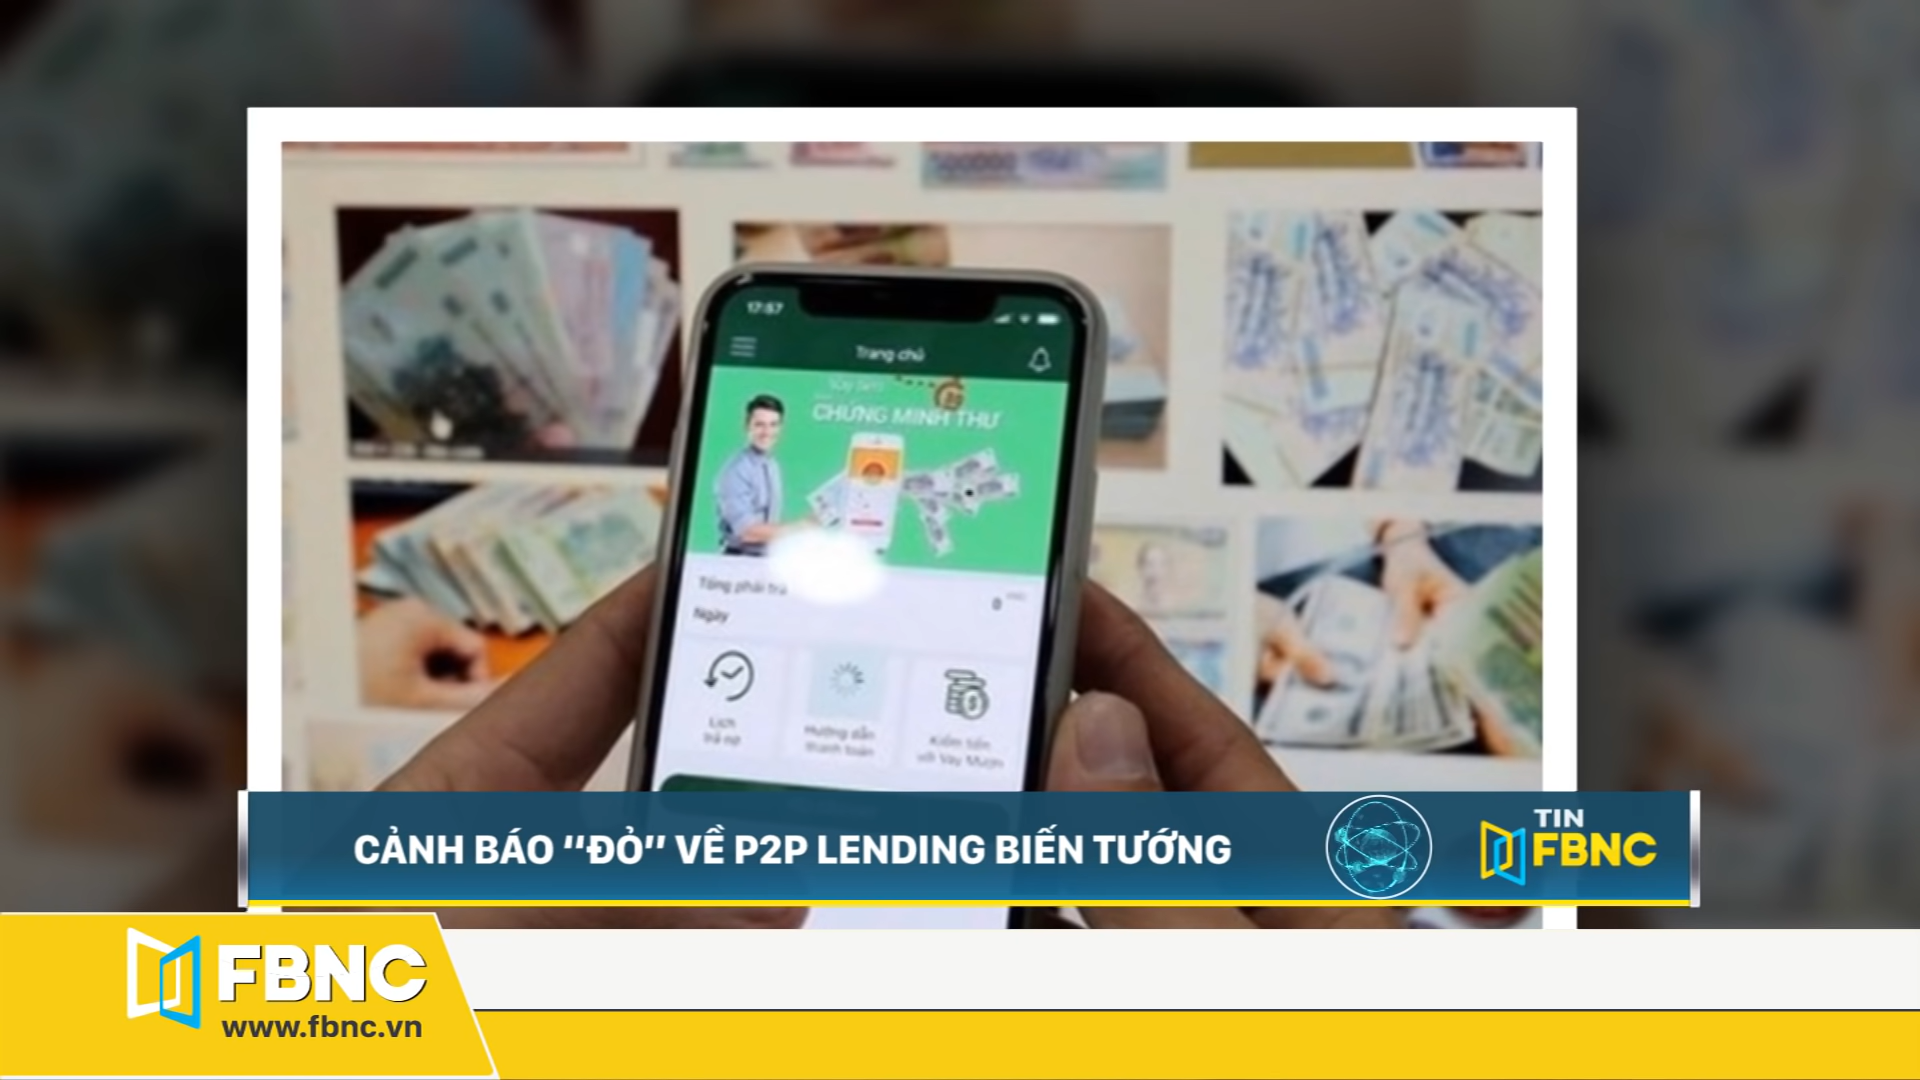 17:57
Trang chủ
CHỨNG MINH THƯ
Tổng phải trả
0
Ngày
Lịch
trả nợ
Hướng dẫn
thanh toán
Kiếm tiền
với Vay Mượn
CẢNH BÁO "ĐỎ" VỀ P2P LENDING BIẾN TƯỚNG
TIN
FBNC
FBNC
www.fbnc.vn